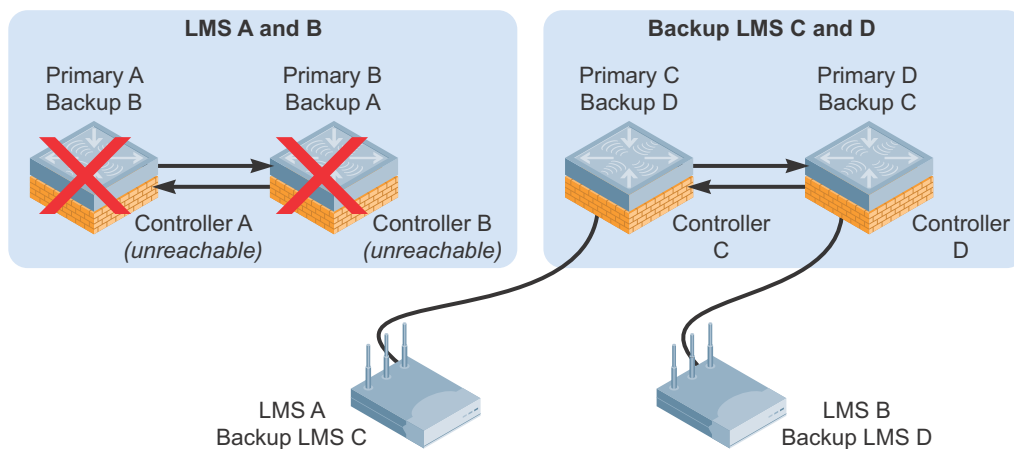 LMS A and B
Backup LMS C and D
Primary A
Backup B
Primary B
Backup A
Primary C
Backup D
Primary D
Backup C
Controller A
(unreachable)
Controller B
(unreachable)
Controller
C
Controller
D
LMS A
Backup LMS C
LMS B
Backup LMS D